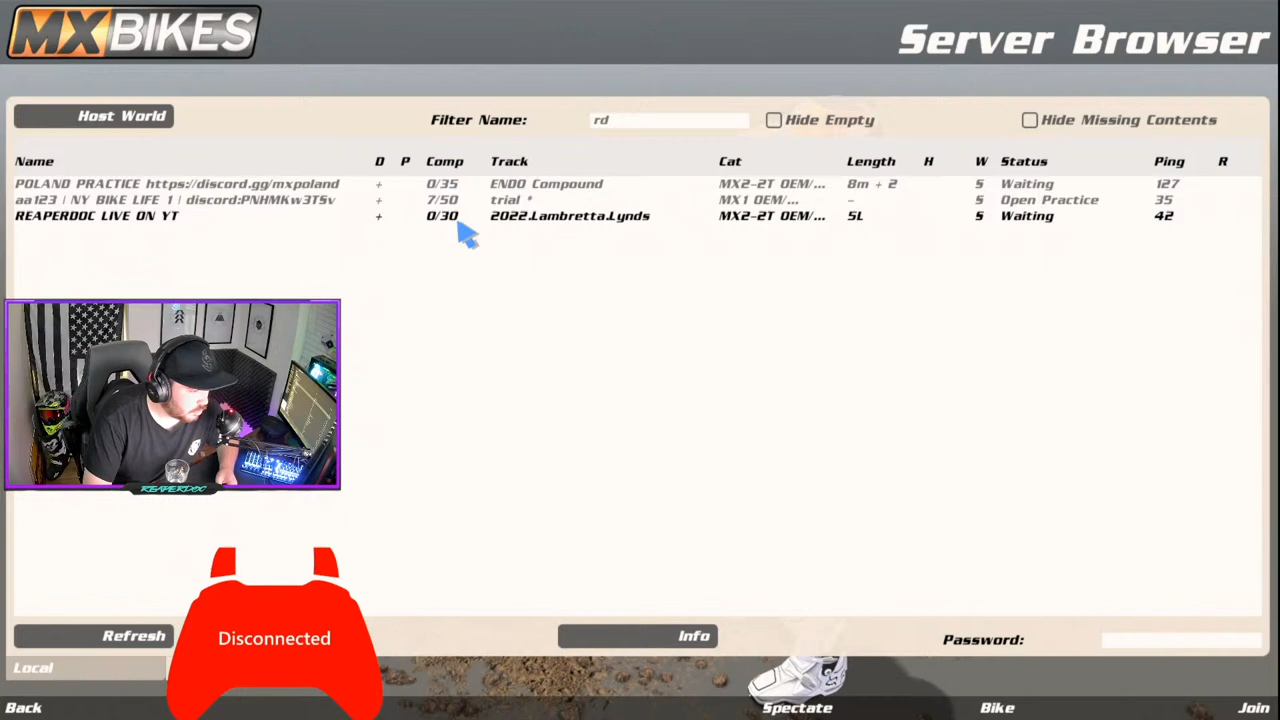 MXBIKES
Server Browser
Host World
Filter Name: rd Hide Empty Hide Missing Contents
Name D P Comp Track Cat Length H W Status Ping R
POLAND PRACTICE https://discord.gg/mxpoland + 0/35 ENDO Compound MX2-2T OEM/... 8m + 2 S Waiting 127
aa123 | NY BIKE LIFE 1 | discord:PNHMKw3TSv + 7/50 trial * MX1 OEM/... - S Open Practice 35
REAPERDOC LIVE ON YT + 0/30 2022.Lambretta.Lynds MX2-2T OEM/... 5L S Waiting 42
REAPERDOC
Disconnected
Refresh Info Password:
Local
Back Spectate Bike Join